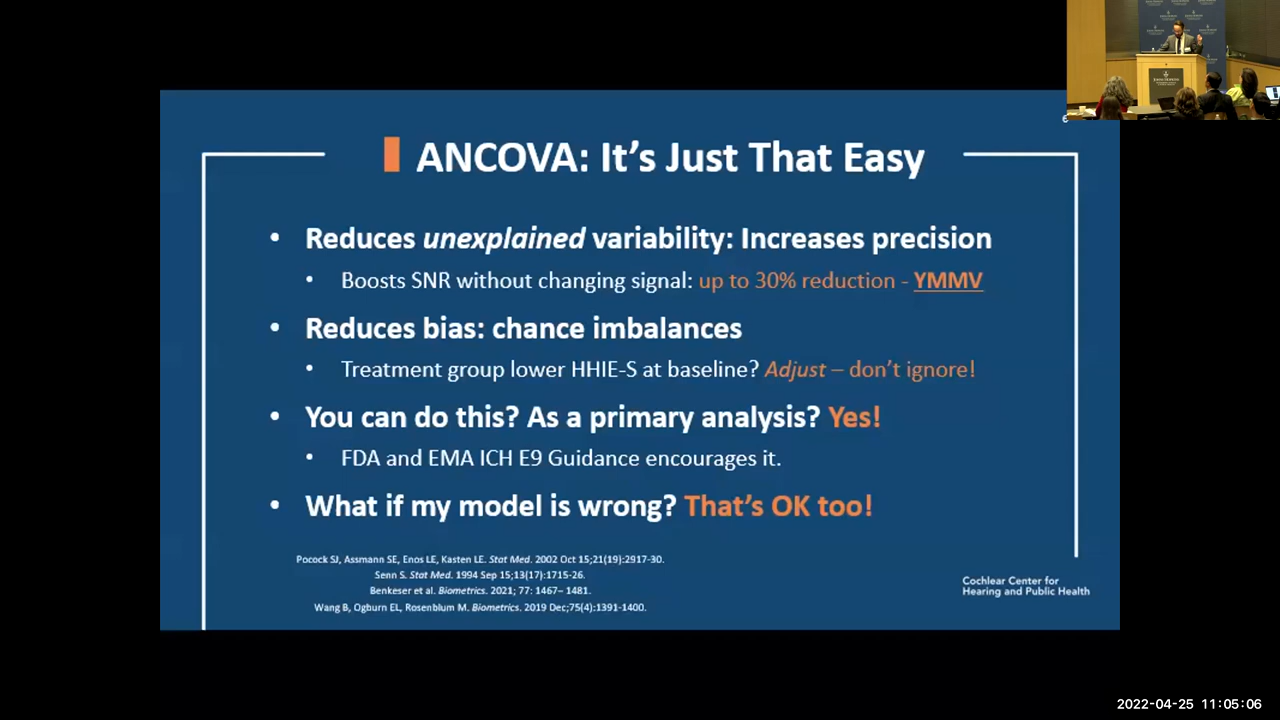 ANCOVA: It's Just That Easy
• Reduces unexplained variability: Increases precision
• Boosts SNR without changing signal: up to 30% reduction - YMMV
• Reduces bias: chance imbalances
• Treatment group lower HHIE-S at baseline? Adjust – don't ignore!
• You can do this? As a primary analysis? Yes!
• FDA and EMA ICH E9 Guidance encourages it.
• What if my model is wrong? That's OK too!
Pocock SJ, Assmann SE, Enos LE, Kasten LE. Stat Med. 2002 Oct 15;21(19):2917-30.
Senn S. Stat Med. 1994 Sep 15;13(17):1715-26.
Benkeser et al. Biometrics. 2021; 77: 1467– 1481.
Wang B, Ogburn EL, Rosenblum M. Biometrics. 2019 Dec;75(4):1391-1400.
Cochlear Center for
Hearing and Public Health
2022-04-25 11:05:06